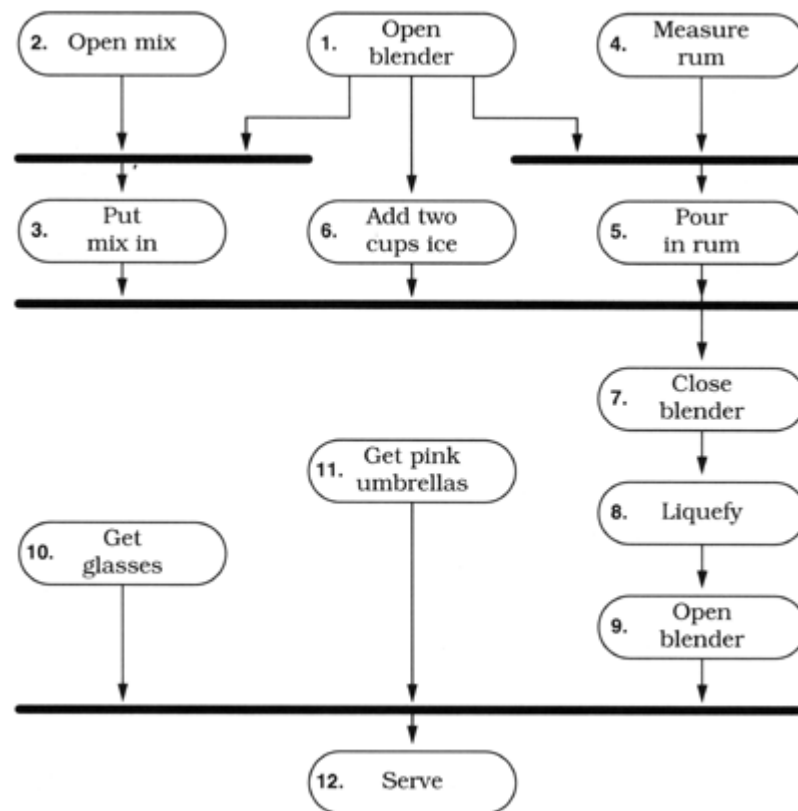 2. Open mix
1. Open
blender
4. Measure
rum
3. Put
mix in
6. Add two
cups ice
5. Pour
in rum
7. Close
blender
11. Get pink
umbrellas
8. Liquefy
10. Get
glasses
9. Open
blender
12. Serve